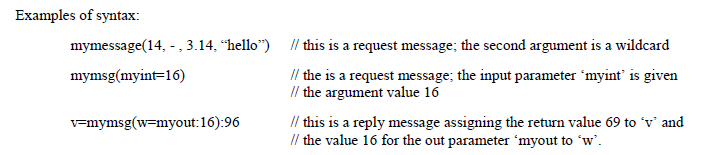 Examples of syntax:
mymessage(14, - , 3.14, “hello”) // this is a request message; the second argument is a wildcard
mymsg(myint=16) // the is a request message; the input parameter ‘myint’ is given
// the argument value 16
v=mymsg(w=myout:16):96 // this is a reply message assigning the return value 69 to ‘v’ and
// the value 16 for the out parameter ‘myout to ‘w’.